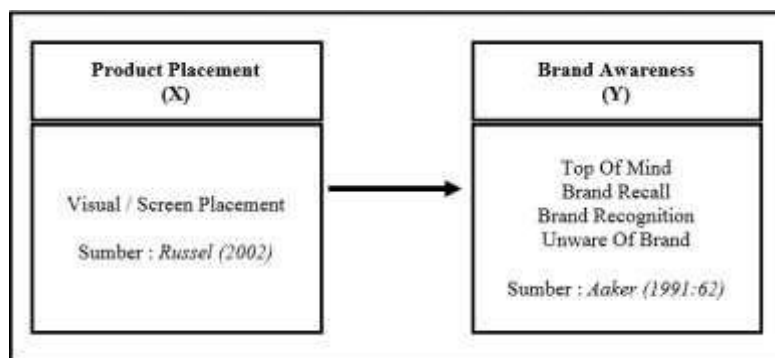 Product Placement
(X)
Visual / Screen Placement
Sumber : Russel (2002)
Brand Awareness
(Y)
Top Of Mind
Brand Recall
Brand Recognition
Unware Of Brand
Sumber : Aaker (1991:62)